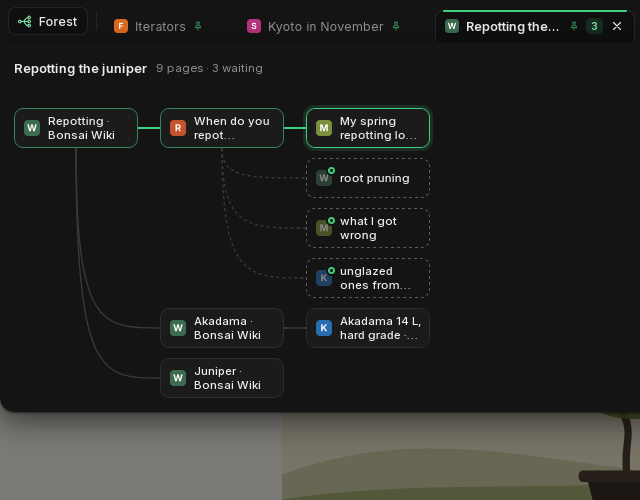 Forest
F Iterators
S Kyoto in November
W Repotting the... 3
Repotting the juniper · 9 pages · 3 waiting
W Repotting ·
Bonsai Wiki
R When do you
repot...
M My spring
repotting lo...
W root pruning
M what I got
wrong
K unglazed
ones from...
W Akadama ·
Bonsai Wiki
K Akadama 14 L,
hard grade ·...
W Juniper ·
Bonsai Wiki